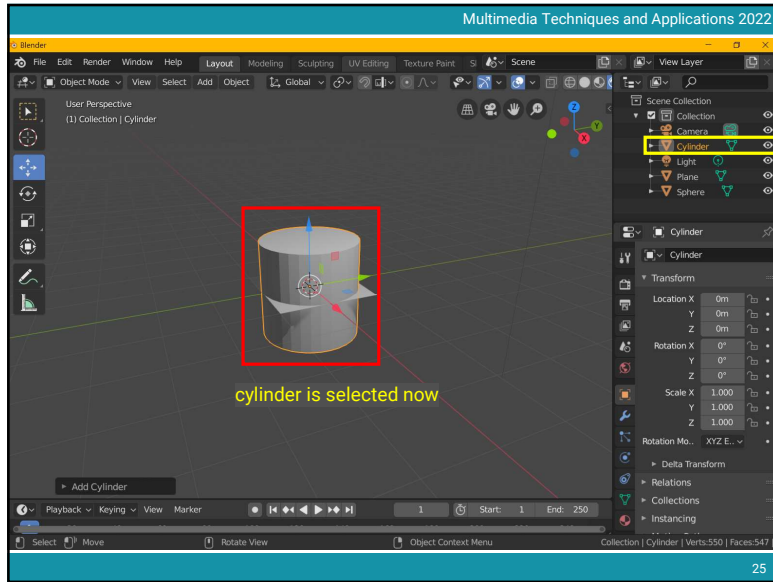 Multimedia Techniques and Applications 2022
Blender
File Edit Render Window Help Layout Modeling Sculpting UV Editing Texture Paint Scene View Layer
Object Mode View Select Add Object Global
User Perspective
(1) Collection | Cylinder
Scene Collection
Collection
Camera
Cylinder
Light
Plane
Sphere
Y
X
Z
Cylinder
Cylinder
Transform
Location X 0m
Y 0m
Z 0m
Rotation X 0°
Y 0°
Z 0°
Scale X 1.000
Y 1.000
Z 1.000
Rotation Mo.. XYZ E..
Delta Transform
Relations
Collections
Instancing
cylinder is selected now
Add Cylinder
Playback Keying View Marker 1 Start: 1 End: 250
Select Move Rotate View Object Context Menu Collection | Cylinder | Verts:550 | Faces:547 |
25